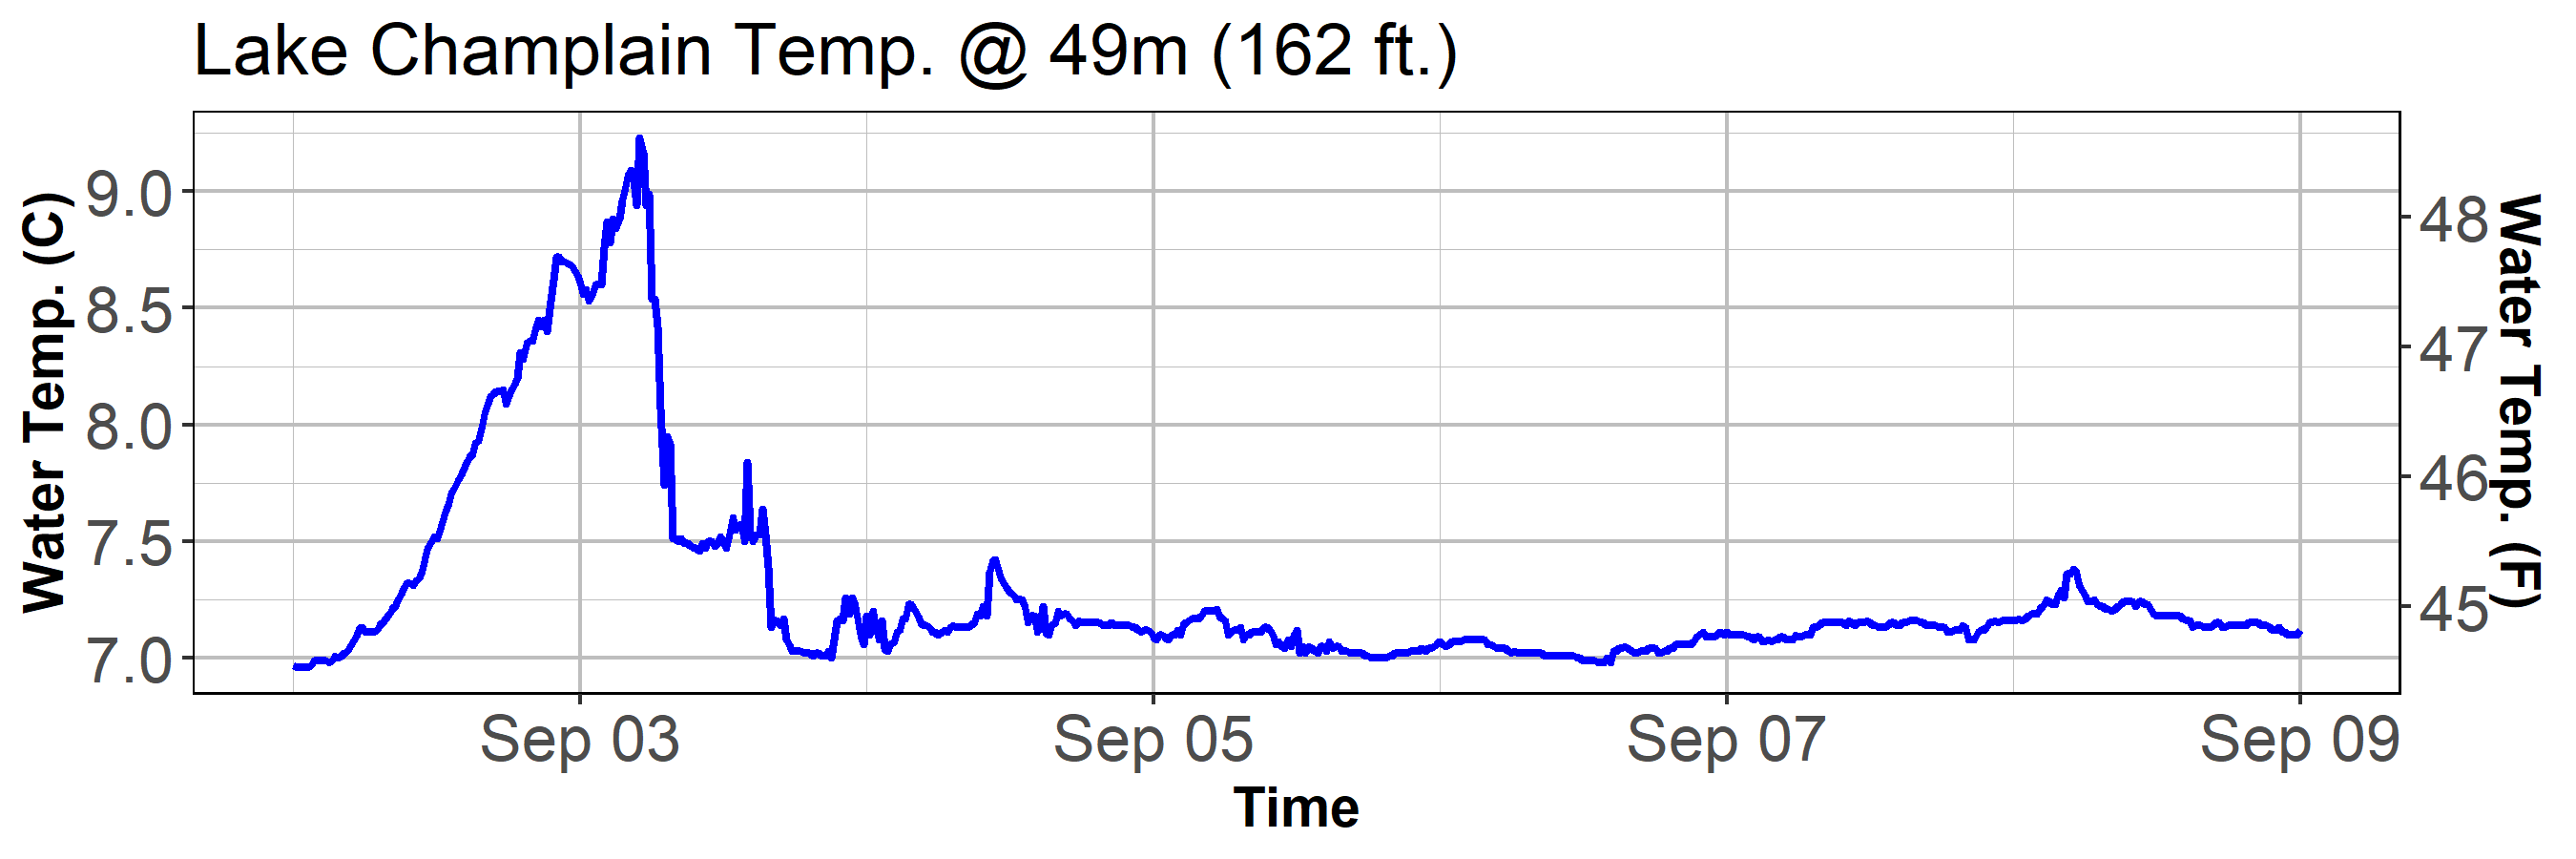 Lake Champlain Temp. @ 49m (162 ft.)
Water Temp. (C)
9.0
8.5
8.0
7.5
7.0
48
47
46
45
Water Temp. (F)
Sep 03 Sep 05 Sep 07 Sep 09
Time